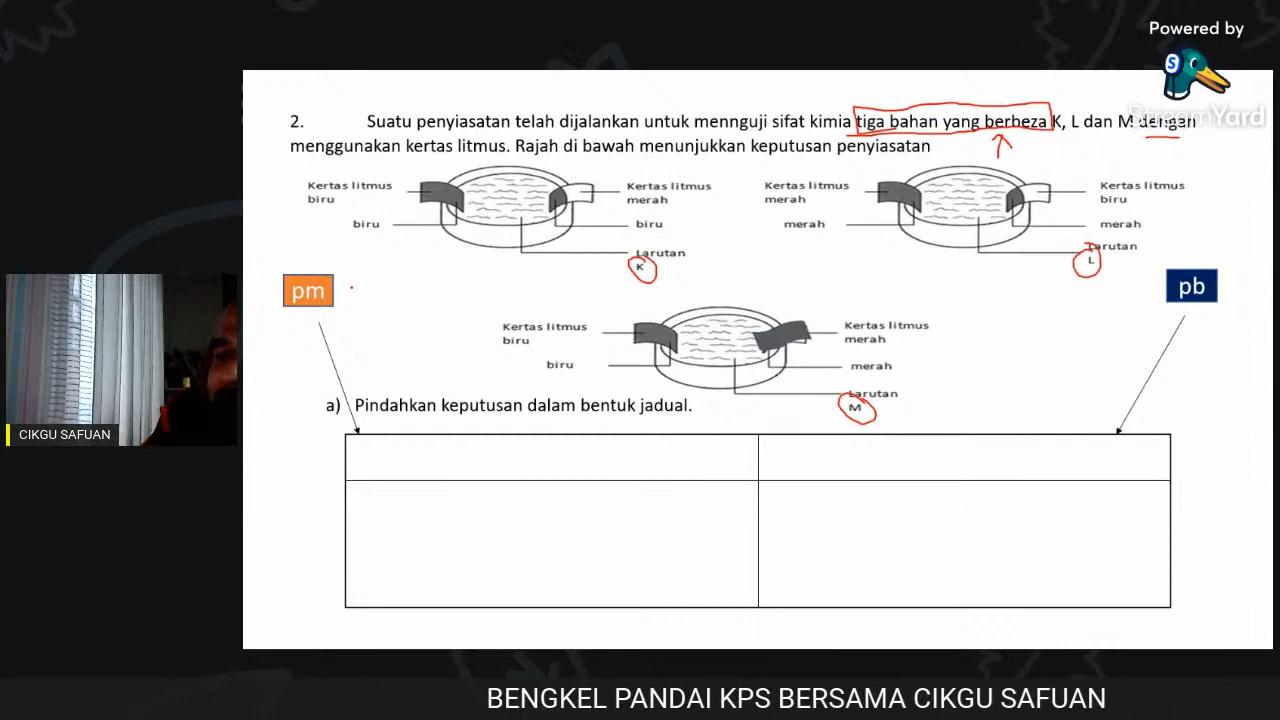 Powered by
StreamYard
2. Suatu penyiasatan telah dijalankan untuk mennguji sifat kimia tiga bahan yang berbeza K, L dan M dengan
menggunakan kertas litmus. Rajah di bawah menunjukkan keputusan penyiasatan
Kertas litmus
biru
biru
Kertas litmus
merah
biru
Larutan
K
Kertas litmus
merah
merah
Kertas litmus
biru
merah
Larutan
L
pm
pb
Kertas litmus
biru
biru
Kertas litmus
merah
merah
Larutan
M
a) Pindahkan keputusan dalam bentuk jadual.
CIKGU SAFUAN
BENGKEL PANDAI KPS BERSAMA CIKGU SAFUAN